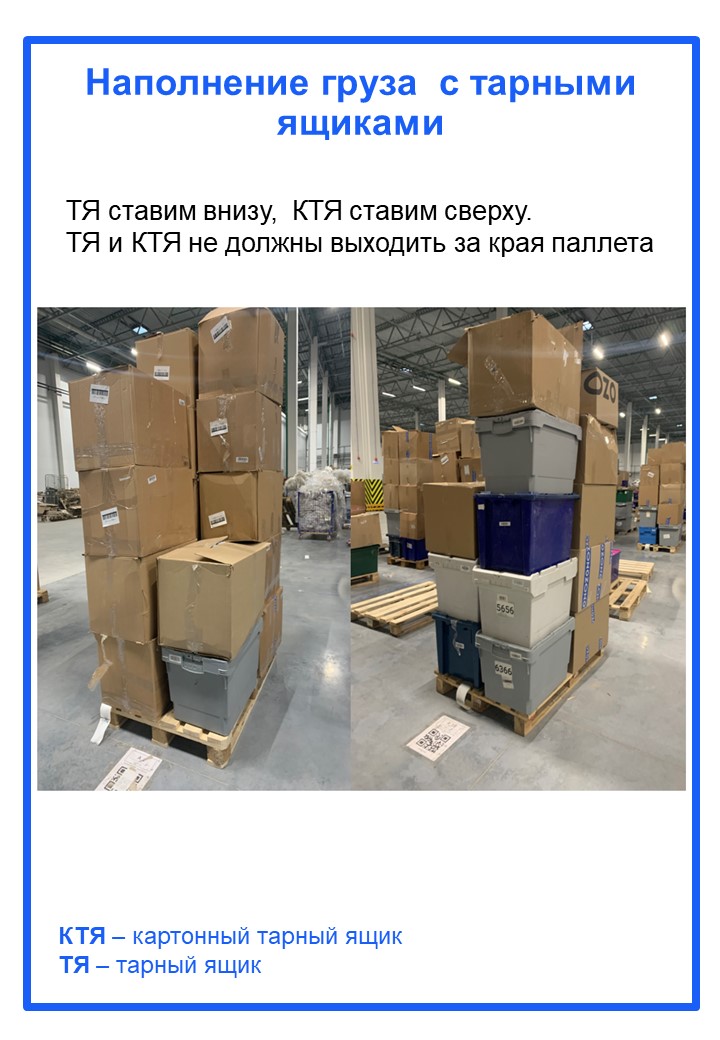 Наполнение груза с тарными
ящиками
ТЯ ставим внизу, КТЯ ставим сверху.
ТЯ и КТЯ не должны выходить за края паллета
ZO
5656
6366
КТЯ – картонный тарный ящик
ТЯ – тарный ящик